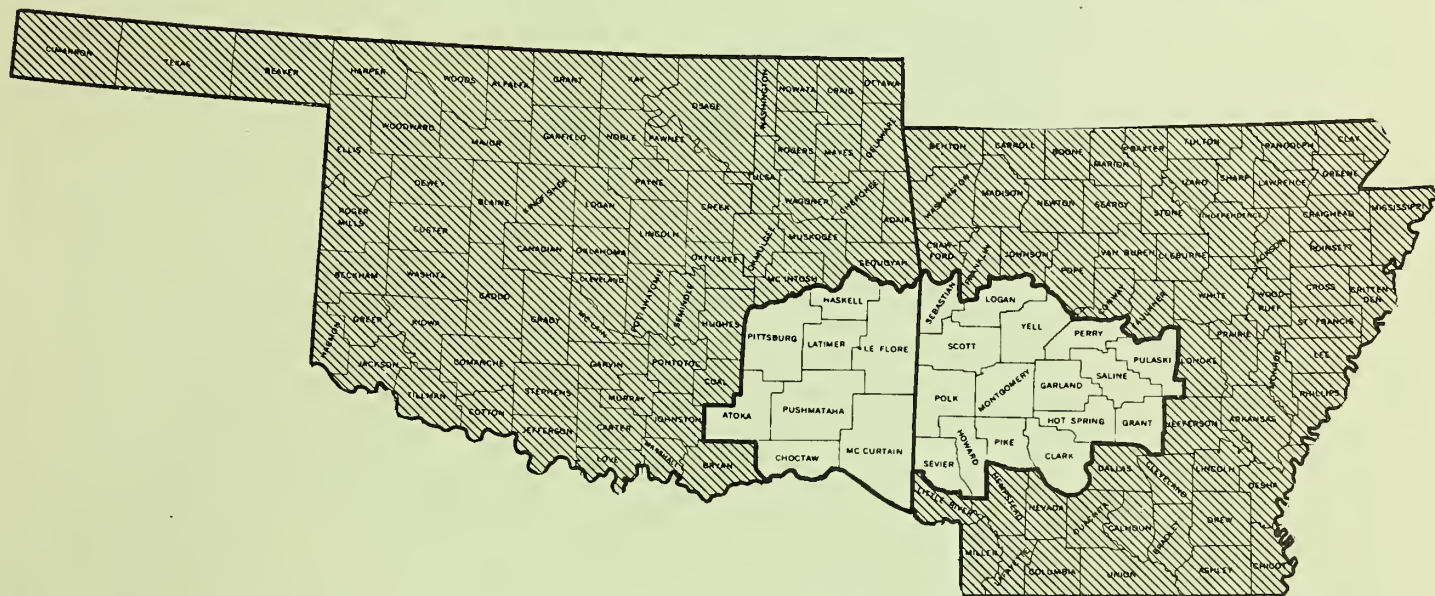 CIMARRON
TEXAS
BEAVER
HARPER
WOODS
ALFALFA
GRANT
KAY
OSAGE
WASHINGTON
NOWATA
CRAIG
OTTAWA
WOODWARD
MAJOR
GARFIELD
NOBLE
PAWNEE
ROGERS
MAYES
DELAWARE
ELLIS
DEWEY
BLAINE
KINGFISHER
LOGAN
PAYNE
CREEK
TULSA
WAGONER
CHEROKEE
ADAIR
ROGER
MILLS
CUSTER
CANADIAN
OKLAHOMA
LINCOLN
OKFUSKEE
OKMULGEE
MUSKOGEE
MC INTOSH
SEQUOYAH
BECKHAM
WASHITA
CADDO
GRADY
CLEVELAND
MC CLAIN
POTTAWATOMIE
SEMINOLE
HUGHES
PITTSBURG
HASKELL
LATIMER
LE FLORE
HARMON
GREER
KIOWA
JACKSON
TILLMAN
COMANCHE
COTTON
STEPHENS
JEFFERSON
GARVIN
MURRAY
CARTER
LOVE
PONTOTOC
JOHNSTON
MARSHALL
COAL
BRYAN
ATOKA
PUSHMATAHA
CHOCTAW
MC CURTAIN
BENTON
CARROLL
BOONE
MARION
BAXTER
FULTON
RANDOLPH
CLAY
WASHINGTON
MADISON
NEWTON
SEARCY
STONE
IZARD
SHARP
LAWRENCE
GREENE
INDEPENDENCE
CRAIGHEAD
MISSISSIPPI
CRAW-
FORD
FRANKLIN
JOHNSON
POPE
VAN BUREN
CLEBURNE
JACKSON
POINSETT
SEBASTIAN
LOGAN
CONWAY
FAULKNER
WHITE
WOOD-
RUFF
CROSS
CRITTEN
DEN
SCOTT
YELL
PERRY
PULASKI
LONOKE
PRAIRIE
MONROE
ST FRANCIS
LEE
PHILLIPS
POLK
MONTGOMERY
GARLAND
SALINE
HOT SPRING
GRANT
JEFFERSON
ARKANSAS
SEVIER
HOWARD
PIKE
CLARK
DALLAS
CLEVELAND
LINCOLN
DESHA
LITTLE RIVER
HEMPSTEAD
NEVADA
OUACHITA
CALHOUN
BRADLEY
DREW
MILLER
LAFAYETTE
COLUMBIA
UNION
ASHLEY
CHICOT